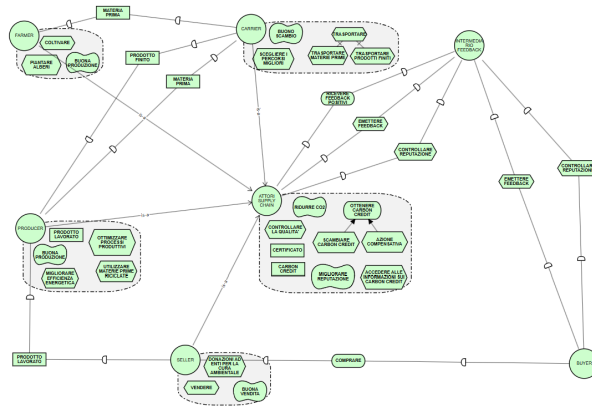 MATERIA
PRIMA
FARMER
COLTIVARE
PIANTARE
ALBERI
BUONA
PRODUZIONE
PRODOTTO
FINITO
MATERIA
PRIMA
CARRIER
BUONO
SCAMBIO
SCEGLIERE I
PERCORSI
MIGLIORI
TRASPORTARE
TRASPORTARE
MATERIE PRIME
TRASPORTARE
PRODOTTI FINITI
INTERMEDIA
RIO
FEEDBACK
RICEVERE
FEEDBACK
POSITIVI
EMETTERE
FEEDBACK
CONTROLLARE
REPUTAZIONE
CONTROLLARE
REPUTAZIONE
EMETTERE
FEEDBACK
ATTORI
SUPPLY
CHAIN
RIDURRE CO2
OTTENERE
CARBON
CREDIT
CONTROLLARE
LA QUALITA'
SCAMBIARE
CARBON CREDIT
AZIONE
COMPENSATIVA
CERTIFICATO
CARBON
CREDIT
MIGLIORARE
REPUTAZIONE
ACCEDERE ALLE
INFORMAZIONI SUI
CARBON CREDIT
PRODUCER
PRODOTTO
LAVORATO
OTTIMIZZARE
PROCESSI
PRODUTTIVI
BUONA
PRODUZIONE
MIGLIORARE
EFFICIENZA
ENERGETICA
UTILIZZARE
MATERIE PRIME
RICICLATE
PRODOTTO
LAVORATO
SELLER
DONAZIONI AD
ENTI PER LA
CURA
AMBIENTALE
VENDERE
BUONA
VENDITA
COMPRARE
BUYER